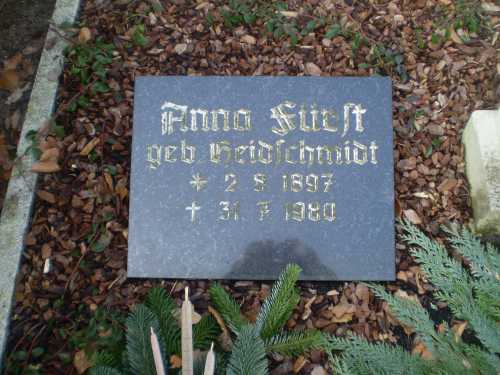 Anna Fürst
geb. Heidschmidt
* 2. 8. 1897
† 31. 7. 1980